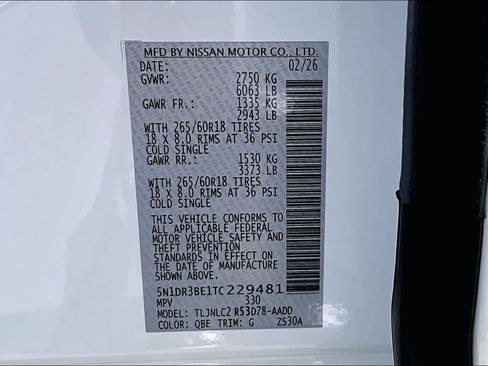 MFD BY NISSAN MOTOR CO., LTD.
DATE: 02/26
GVWR: 2750 KG
6063 LB
GAWR FR.: 1335 KG
2943 LB
WITH 265/60R18 TIRES
18 X 8.0 RIMS AT 36 PSI
COLD SINGLE
GAWR RR.: 1530 KG
3373 LB
WITH 265/60R18 TIRES
18 X 8.0 RIMS AT 36 PSI
COLD SINGLE
THIS VEHICLE CONFORMS TO
ALL APPLICABLE FEDERAL
MOTOR VEHICLE SAFETY AND
THEFT PREVENTION
STANDARDS IN EFFECT ON
THE DATE OF MANUFACTURE
SHOWN ABOVE.
5N1DR3BE1TC229481
MPV 330
MODEL: TLJNLC2 R53D78-AADD
COLOR: QBE TRIM: G ZS30A